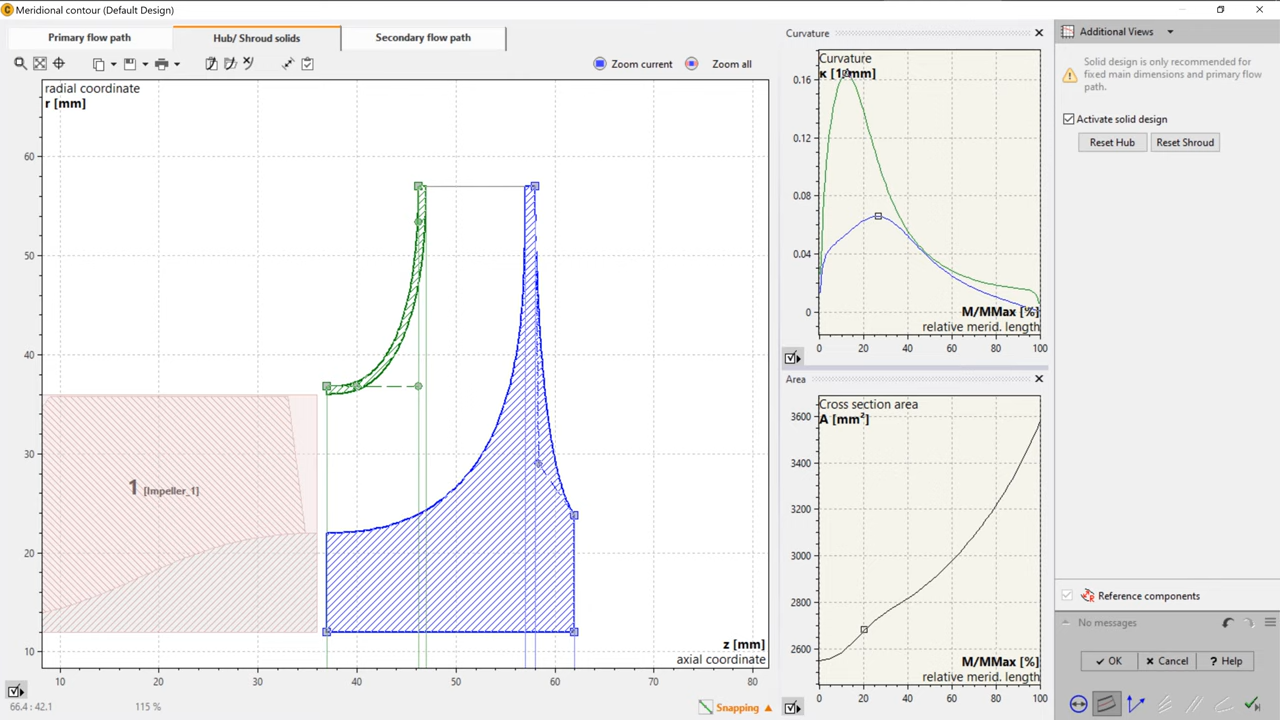 Meridional contour (Default Design)
Primary flow path
Hub/ Shroud solids
Secondary flow path
Zoom current
Zoom all
radial coordinate
r [mm]
60
50
40
30
20
10
1 [Impeller_1]
z [mm]
axial coordinate
10
20
30
40
50
60
70
80
66.4 : 42.1
115 %
Snapping
Curvature
Curvature
κ [1/mm]
0.16
0.12
0.08
0.04
0
M/MMax [%]
relative merid. length
0
20
40
60
80
100
Area
Cross section area
A [mm²]
3600
3400
3200
3000
2800
2600
M/MMax [%]
relative merid. length
0
20
40
60
80
100
Additional Views
Solid design is only recommended for
fixed main dimensions and primary flow
path.
Activate solid design
Reset Hub
Reset Shroud
Reference components
No messages
OK
Cancel
? Help